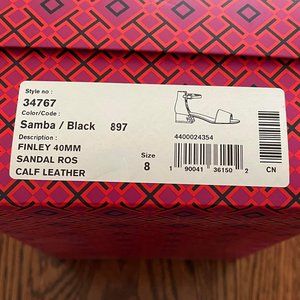 Style no :
34767
Color/Code :
Samba / Black 897
Description :
FINLEY 40MM
SANDAL ROS
CALF LEATHER
Size
8
4400024354
1 90041 36150 2
CN